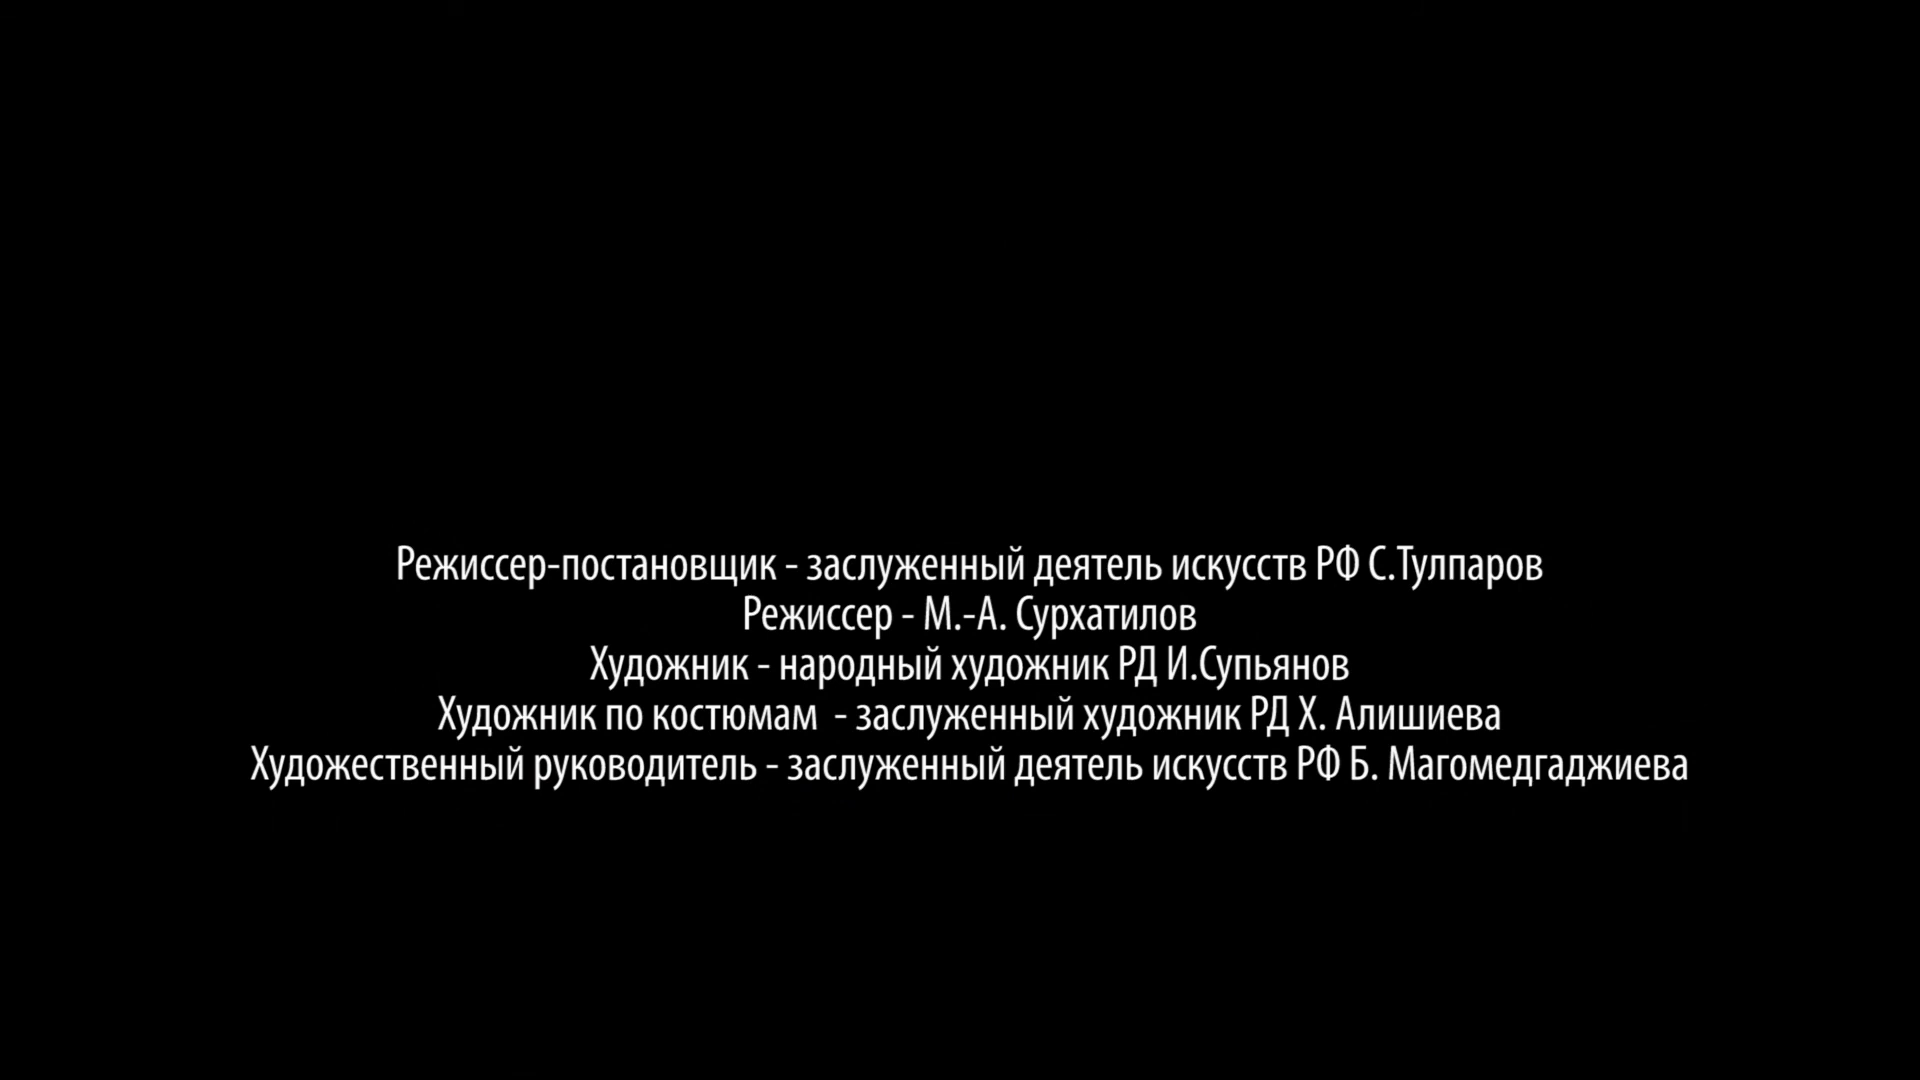 Режиссер-постановщик - заслуженный деятель искусств РФ С.Тулпаров
Режиссер - М.-А. Сурхатилов
Художник - народный художник РД И.Супьянов
Художник по костюмам  - заслуженный художник РД Х. Алишиева
Художественный руководитель - заслуженный деятель искусств РФ Б. Магомедгаджиева